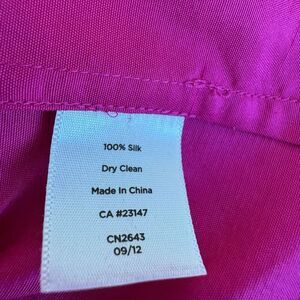 100% Silk
Dry Clean
Made In China
CA #23147
CN2643
09/12